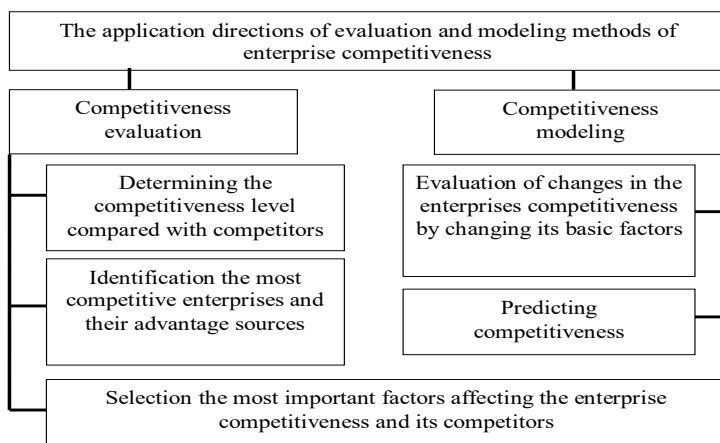 The application directions of evaluation and modeling methods of
enterprise competitiveness
Competitiveness
evaluation
Competitiveness
modeling
Determining the
competitiveness level
compared with competitors
Evaluation of changes in the
enterprises competitiveness
by changing its basic factors
Identification the most
competitive enterprises and
their advantage sources
Predicting
competitiveness
Selection the most important factors affecting the enterprise
competitiveness and its competitors